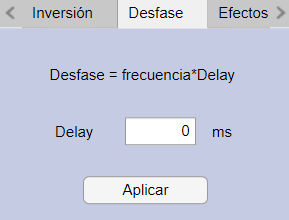 Inversión Desfase Efectos
Desfase = frecuencia*Delay
Delay 0 ms
Aplicar